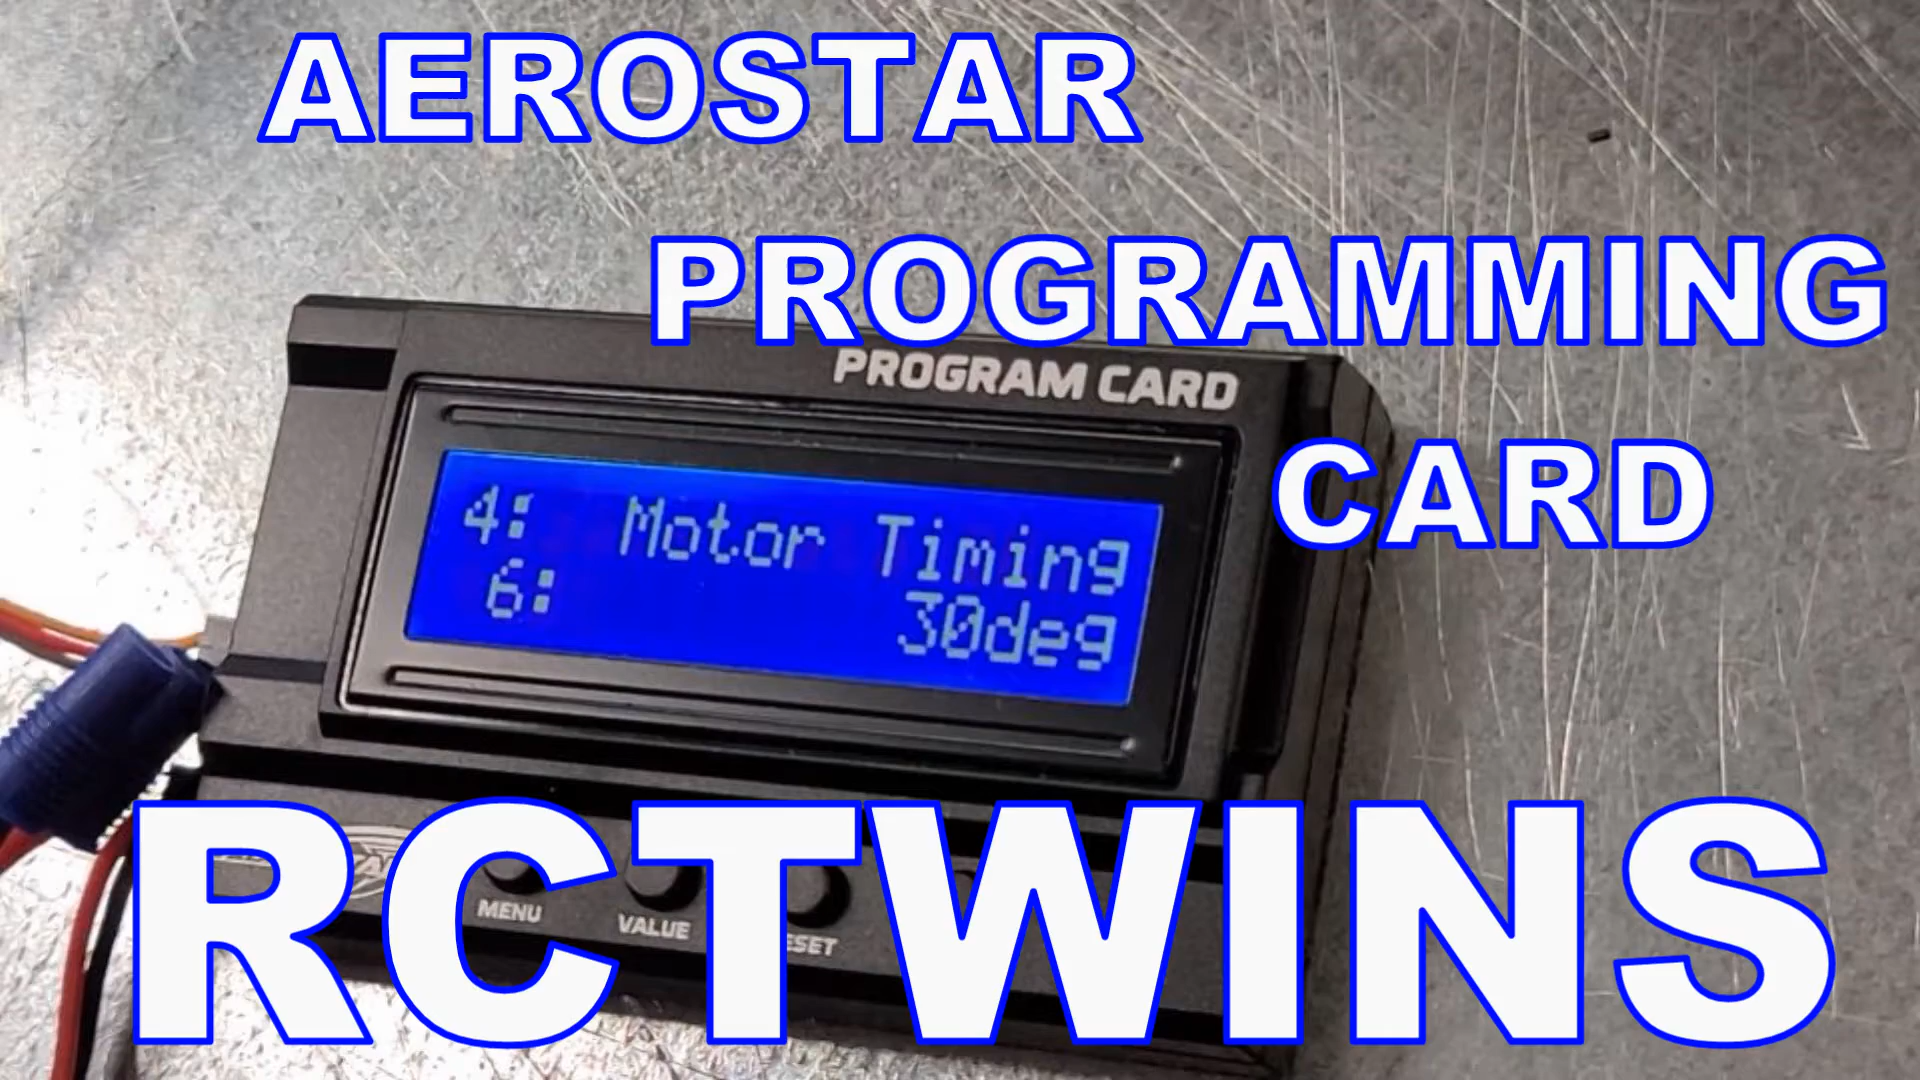 AEROSTAR
PROGRAMMING
PROGRAM CARD
CARD
4: Motor Timing
6: 30deg
MENU
VALUE
RCTWINS